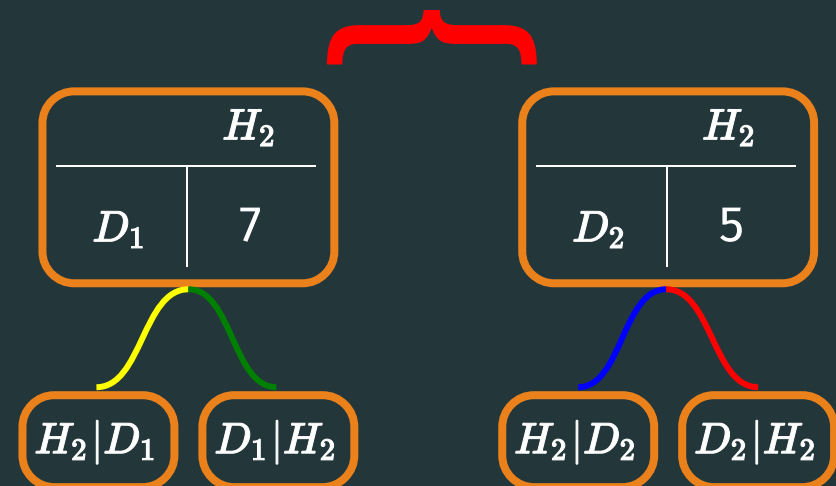 H₂ H₂
D₁ 7 D₂ 5
H₂|D₁ D₁|H₂ H₂|D₂ D₂|H₂